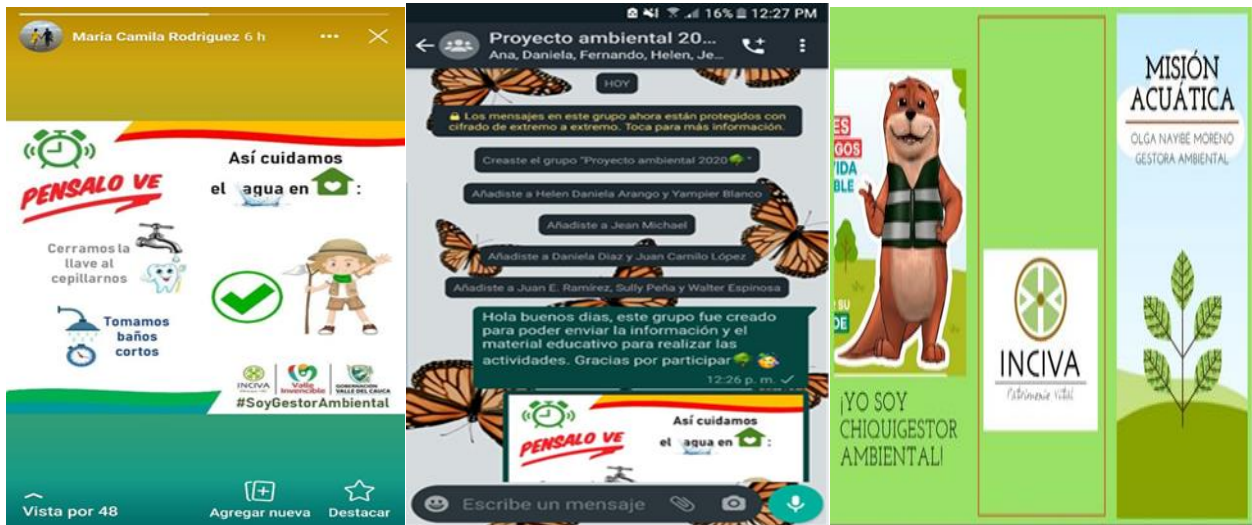 Maria Camila Rodriguez 6 h
PENSALO VE
Así cuidamos
el agua en :
Cerramos la
llave al
cepillarnos
Tomamos
baños
cortos
INCIVA
Valle
Invencible
GOBERNACIÓN
VALLE DEL CAUCA
#SoyGestorAmbiental
Vista por 48
Agregar nueva
Destacar
16% 12:27 PM
Proyecto ambiental 20...
Ana, Daniela, Fernando, Helen, Je...
HOY
Los mensajes en este grupo ahora están protegidos con
cifrado de extremo a extremo. Toca para más información.
Creaste el grupo "Proyecto ambiental 2020🌳"
Añadiste a Helen Daniela Arango y Yampier Blanco
Añadiste a Jean Michael
Añadiste a Daniela Diaz y Juan Camilo López
Añadiste a Juan E. Ramírez, Sully Peña y Walter Espinosa
Hola buenos dias, este grupo fue creado
para poder enviar la información y el
material educativo para realizar las
actividades. Gracias por participar
12:26 p. m.
PENSALO VE
Así cuidamos
el agua en :
Escribe un mensaje
ES
GOS
VIDA
BLE
SU
DE
¡YO SOY
CHIQUIGESTOR
AMBIENTAL!
INCIVA
Patrimonio Vital
MISIÓN
ACUÁTICA
OLGA NAYIBE MORENO
GESTORA AMBIENTAL